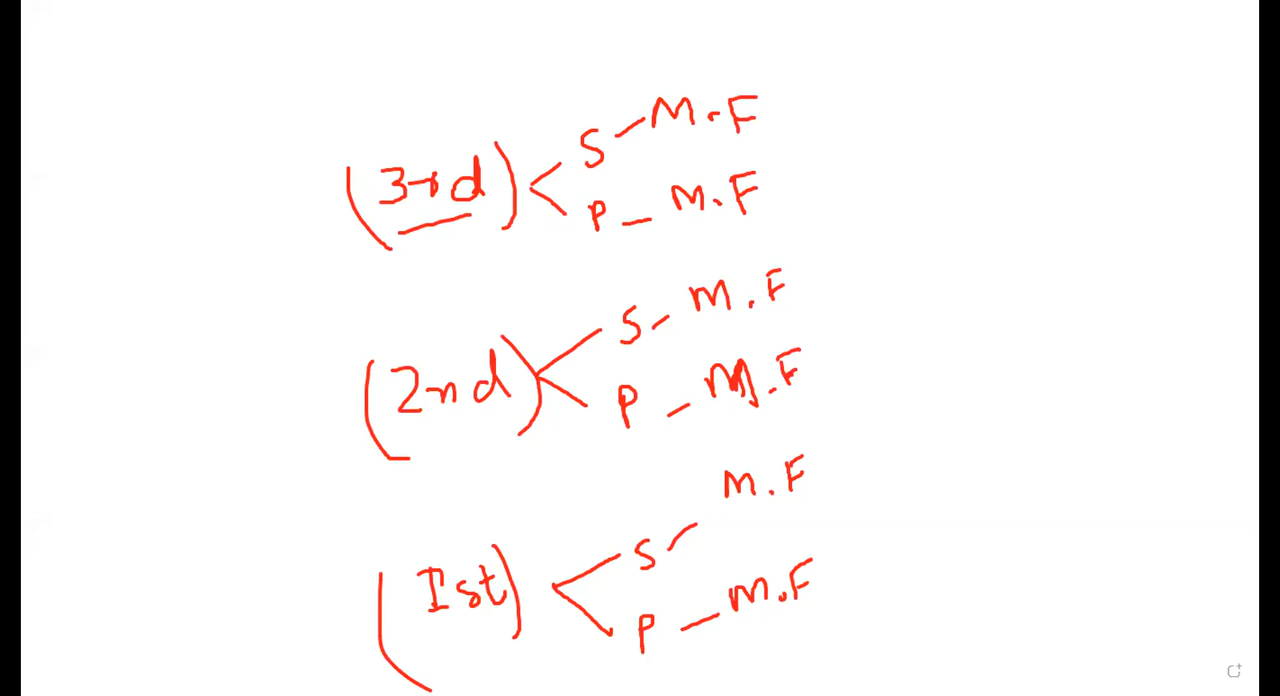 S - M.F
(3rd) <
P - M.F
S - M.F
(2nd) <
P - M.F
M.F
S -
(Ist) <
P - M.F